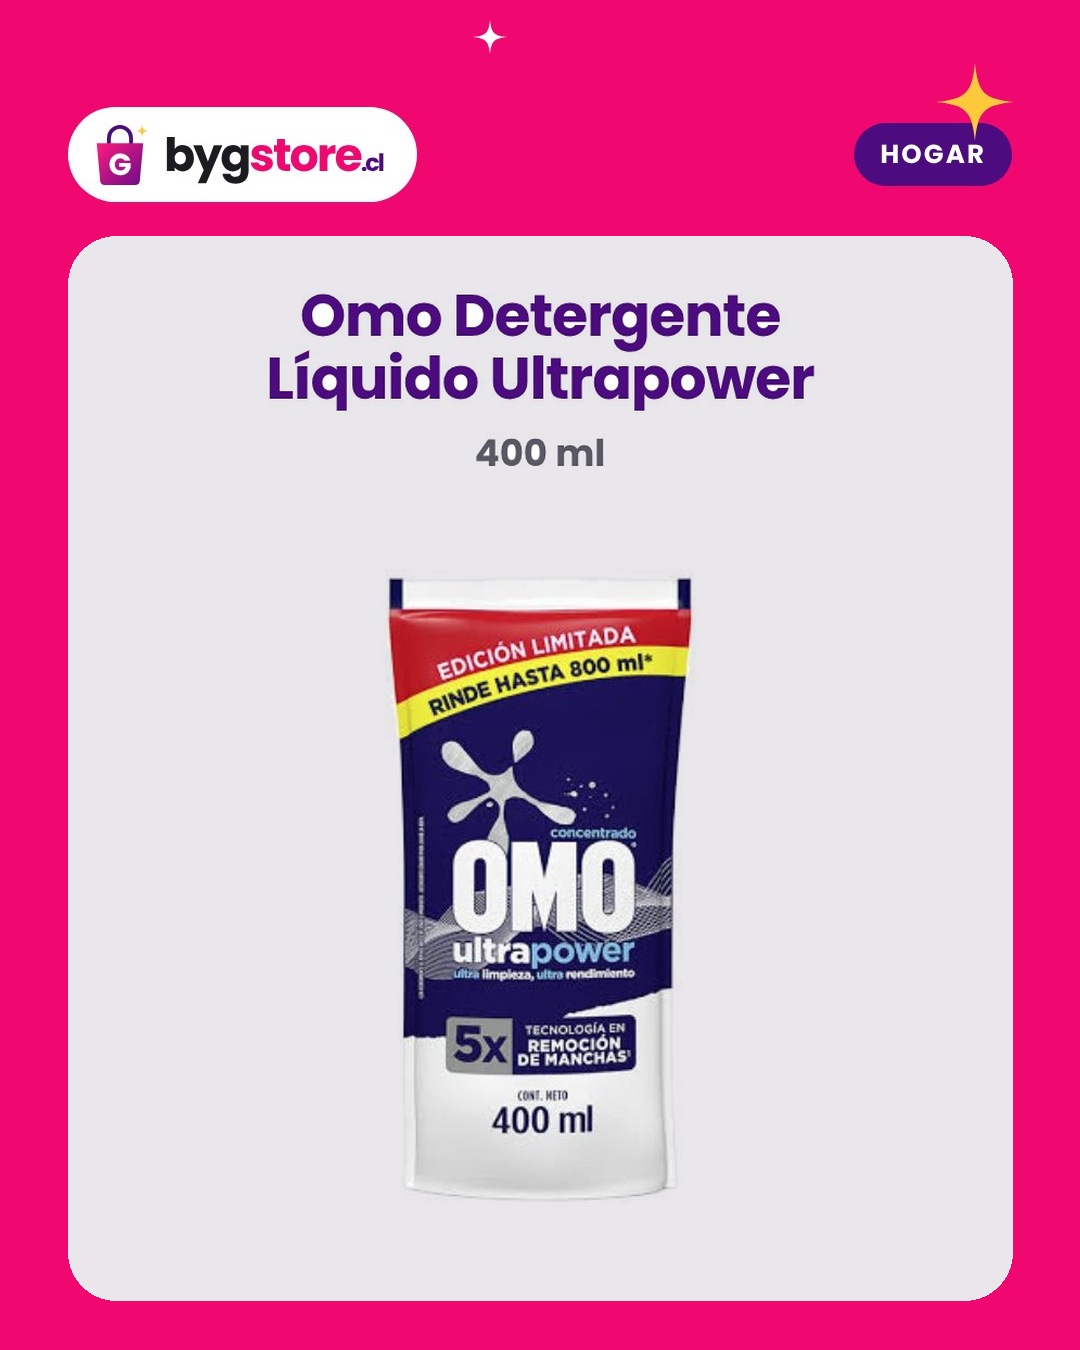 G bygstore.cl
HOGAR
Omo Detergente
Líquido Ultrapower
400 ml
EDICIÓN LIMITADA
RINDE HASTA 800 ml*
concentrado
OMO
ultrapower
ultra limpieza, ultra rendimiento
5x
TECNOLOGÍA EN
REMOCIÓN
DE MANCHAS¹
CONT. NETO
400 ml